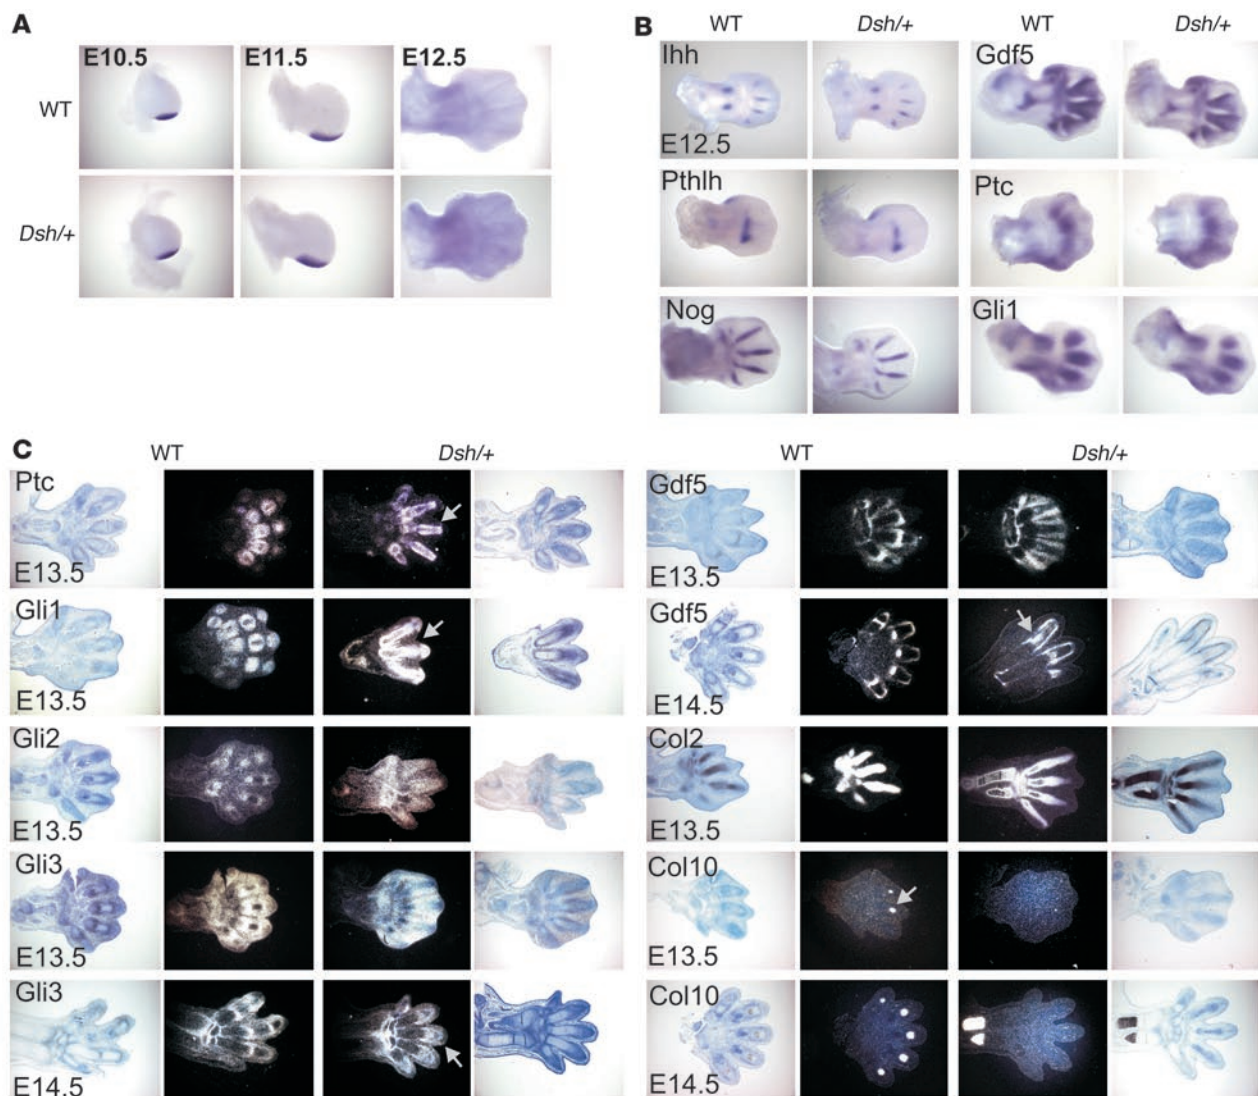 A
E10.5 E11.5 E12.5
WT
Dsh/+
B
WT Dsh/+ WT Dsh/+
Ihh Gdf5
E12.5
Pthlh Ptc
Nog Gli1
C
WT Dsh/+
Ptc
E13.5
Gli1
E13.5
Gli2
E13.5
Gli3
E13.5
Gli3
E14.5
WT Dsh/+
Gdf5
E13.5
Gdf5
E14.5
Col2
E13.5
Col10
E13.5
Col10
E14.5